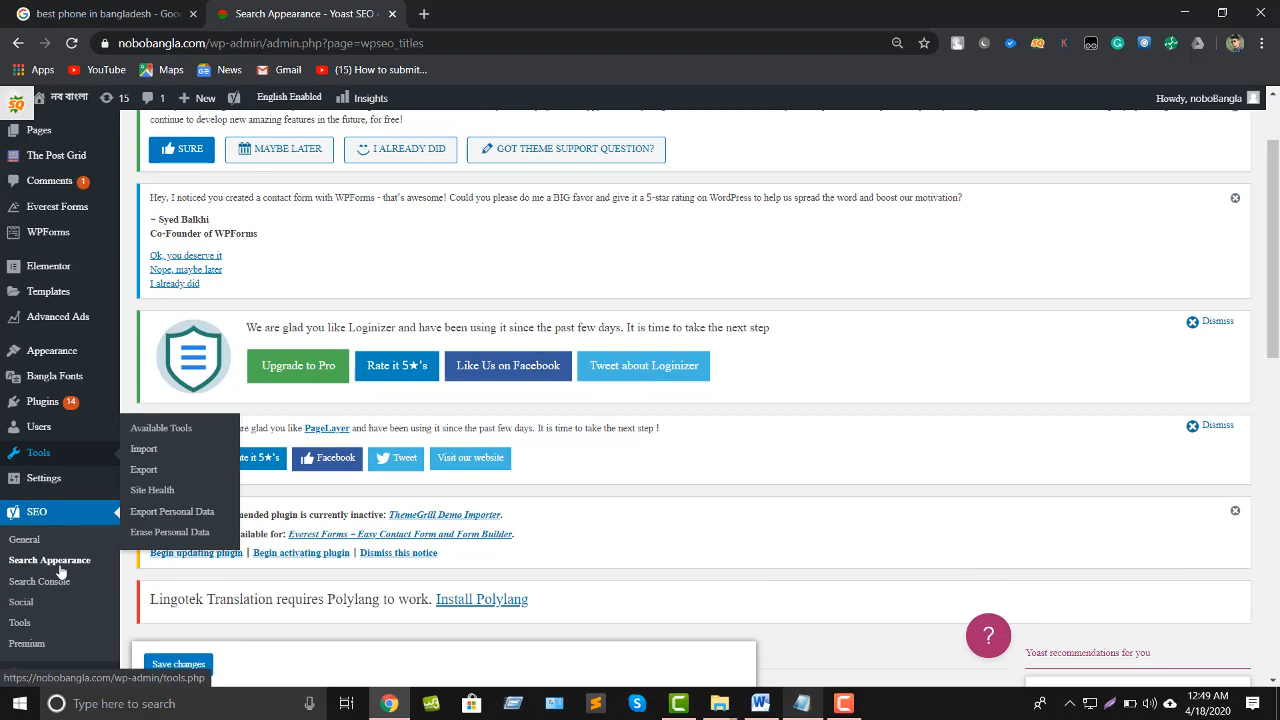 best phone in bangladesh - Googl
Search Appearance - Yoast SEO
nobobangla.com/wp-admin/admin.php?page=wpseo_titles
Apps
YouTube
Maps
News
Gmail
(15) How to submit...
নব বাংলা
15
1
New
English Enabled
Insights
Howdy, noboBangla
continue to develop new amazing features in the future, for free!
SURE
MAYBE LATER
I ALREADY DID
GOT THEME SUPPORT QUESTION?
Pages
The Post Grid
Comments 1
Everest Forms
WPForms
Elementor
Templates
Advanced Ads
Appearance
Bangla Fonts
Plugins 14
Users
Tools
Settings
SEO
General
Search Appearance
Search Console
Social
Tools
Premium
Available Tools
Import
Export
Site Health
Export Personal Data
Erase Personal Data
Hey, I noticed you created a contact form with WPForms - that's awesome! Could you please do me a BIG favor and give it a 5-star rating on WordPress to help us spread the word and boost our motivation?
~ Syed Balkhi
Co-Founder of WPForms
Ok, you deserve it
Nope, maybe later
I already did
We are glad you like Loginizer and have been using it since the past few days. It is time to take the next step
Dismiss
Upgrade to Pro
Rate it 5★'s
Like Us on Facebook
Tweet about Loginizer
are glad you like PageLayer and have been using it since the past few days. It is time to take the next step !
Dismiss
te it 5★'s
Facebook
Tweet
Visit our website
mended plugin is currently inactive: ThemeGrill Demo Importer.
ailable for: Everest Forms – Easy Contact Form and Form Builder.
Begin updating plugin | Begin activating plugin | Dismiss this notice
Lingotek Translation requires Polylang to work. Install Polylang
?
Save changes
Yoast recommendations for you
https://nobobangla.com/wp-admin/tools.php
Type here to search
12:49 AM
4/18/2020